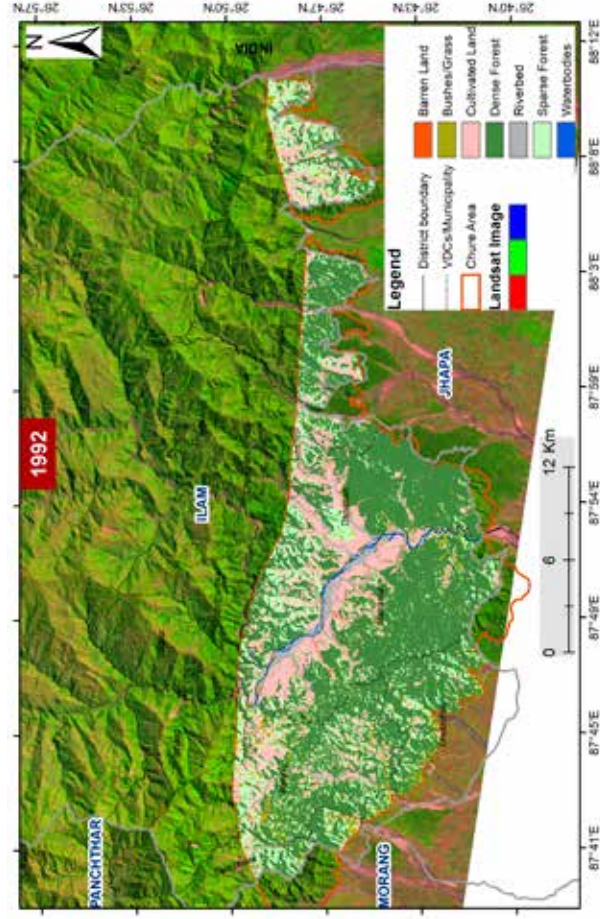 1992
N
PANCHTHAR
ILAM
INDIA
MORANG
JHAPA
Legend
District boundary
VDCs/Municipality
Chure Area
Landsat Image
Barren Land
Bushes/Grass
Cultivated Land
Dense Forest
Riverbed
Sparse Forest
Waterbodies
0 6 12 Km
87°41'E 87°45'E 87°49'E 87°54'E 87°59'E 88°3'E 88°8'E 88°12'E
26°57'N
26°53'N
26°50'N
26°47'N
26°43'N
26°40'N